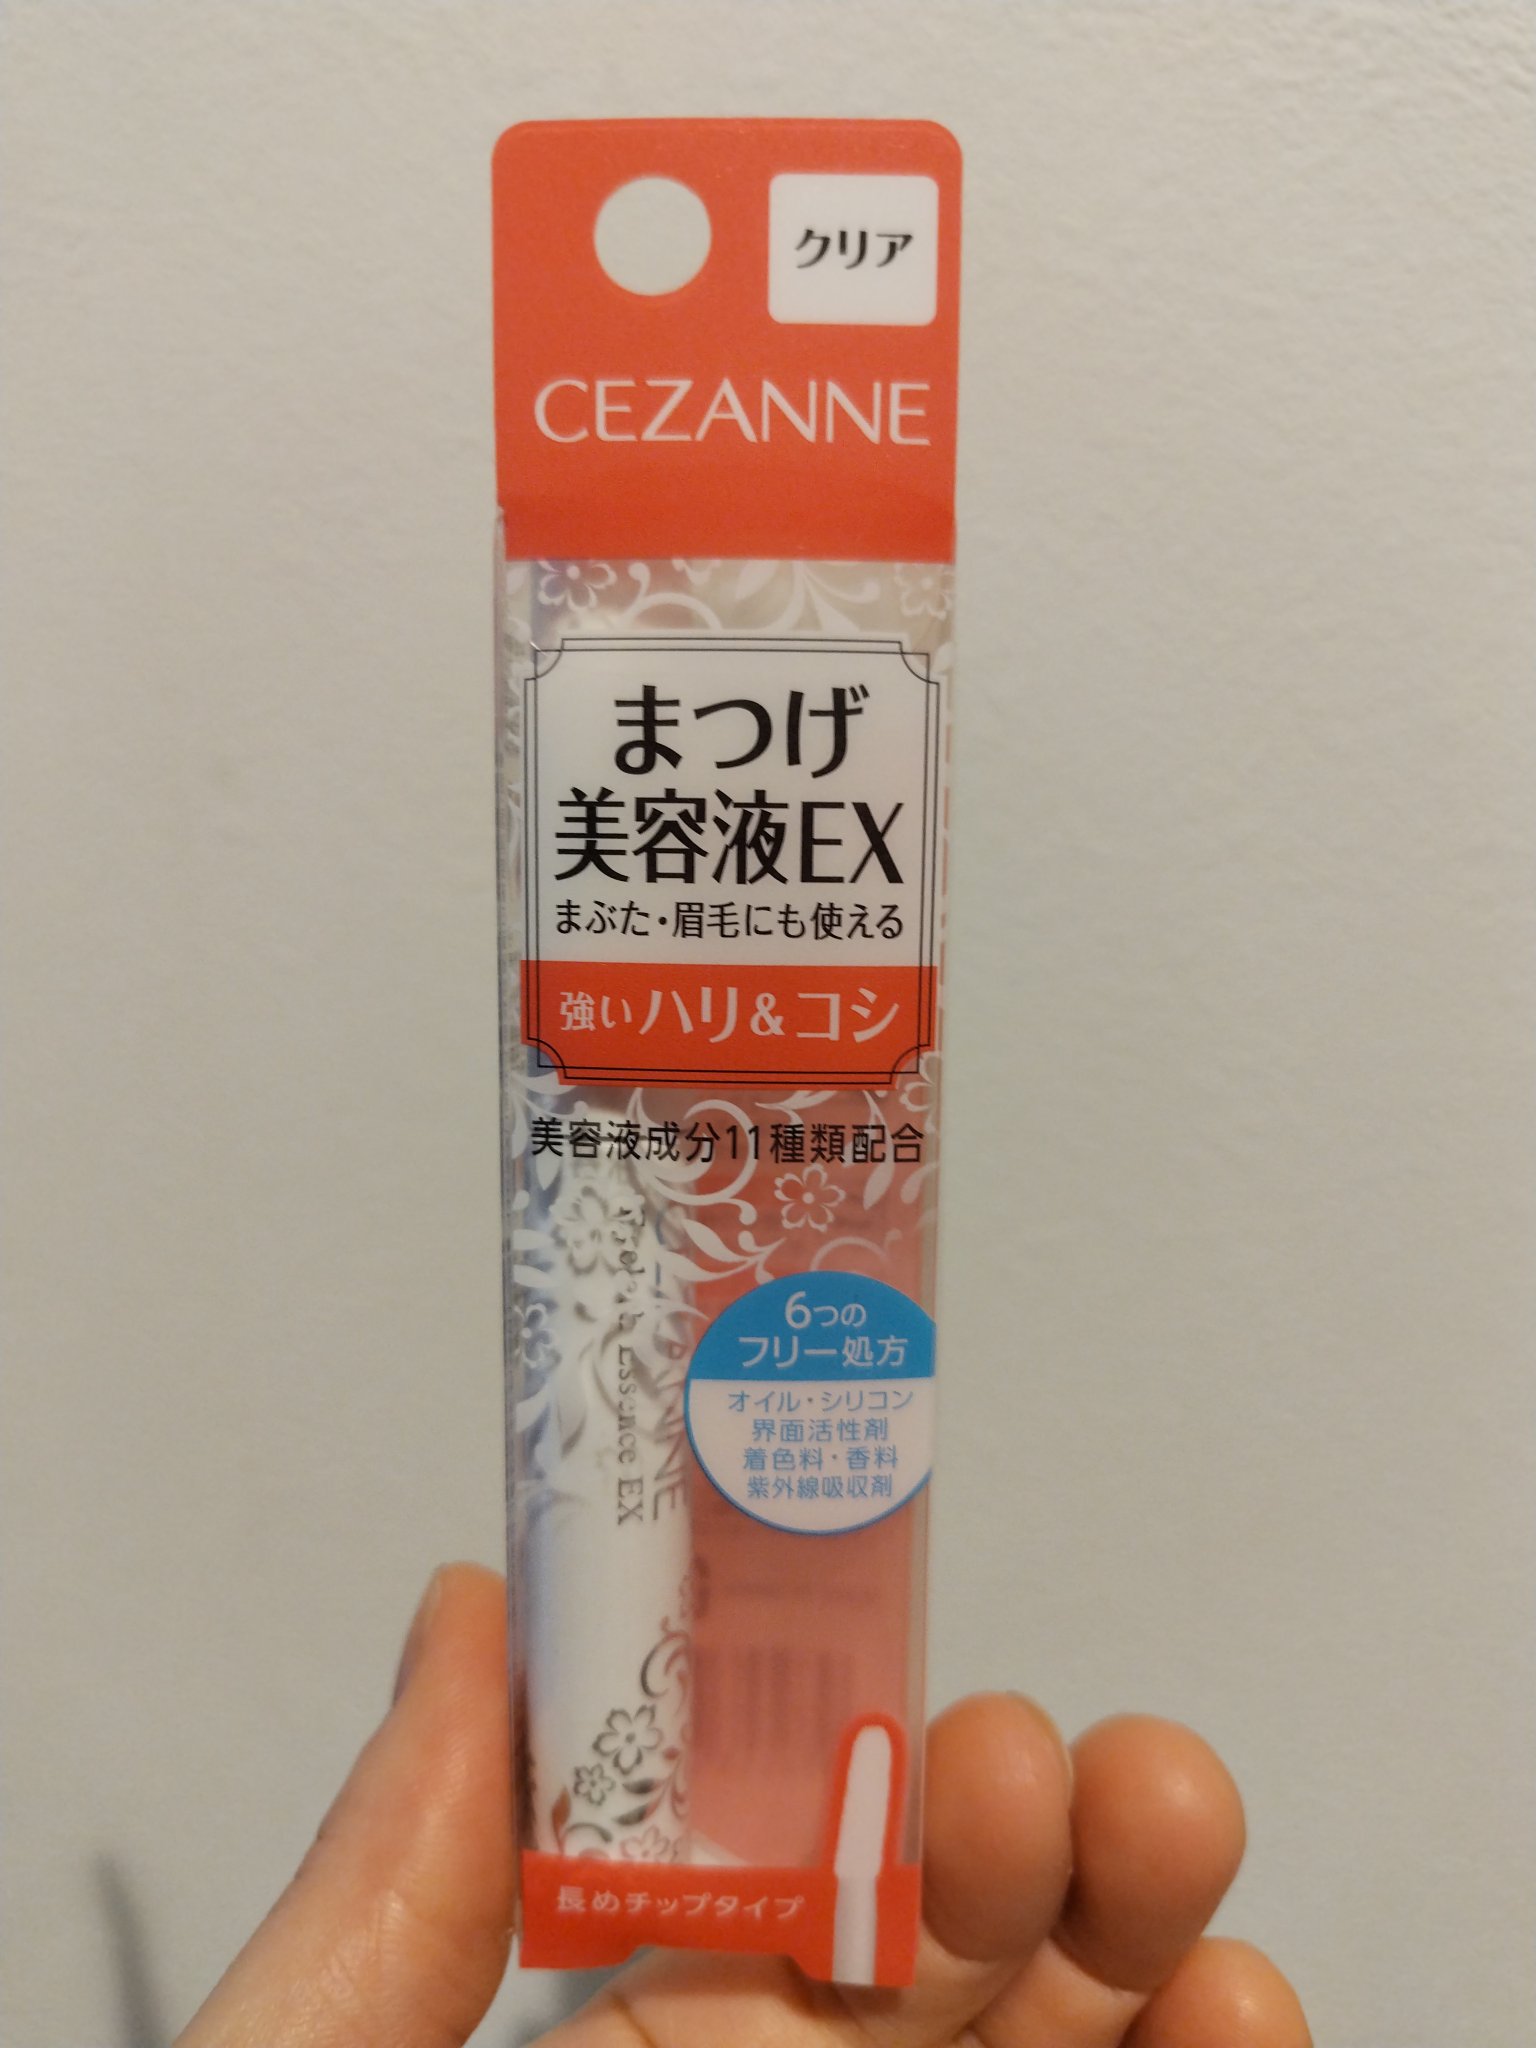 クリア
CEZANNE
まつげ
美容液EX
まぶた・眉毛にも使える
強いハリ&コシ
美容液成分11種類配合
6つの
フリー処方
オイル・シリコン
界面活性剤
着色料・香料
紫外線吸収剤
Essence EX
長めチップタイプ